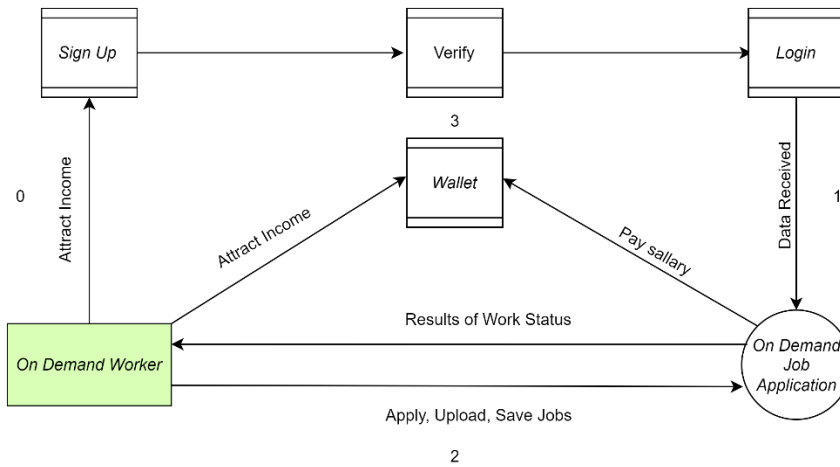 Sign Up
Verify
Login
3
Wallet
0
Attract Income
Attract Income
Pay sallary
Data Received
1
Results of Work Status
On Demand Worker
On Demand
Job
Application
Apply, Upload, Save Jobs
2